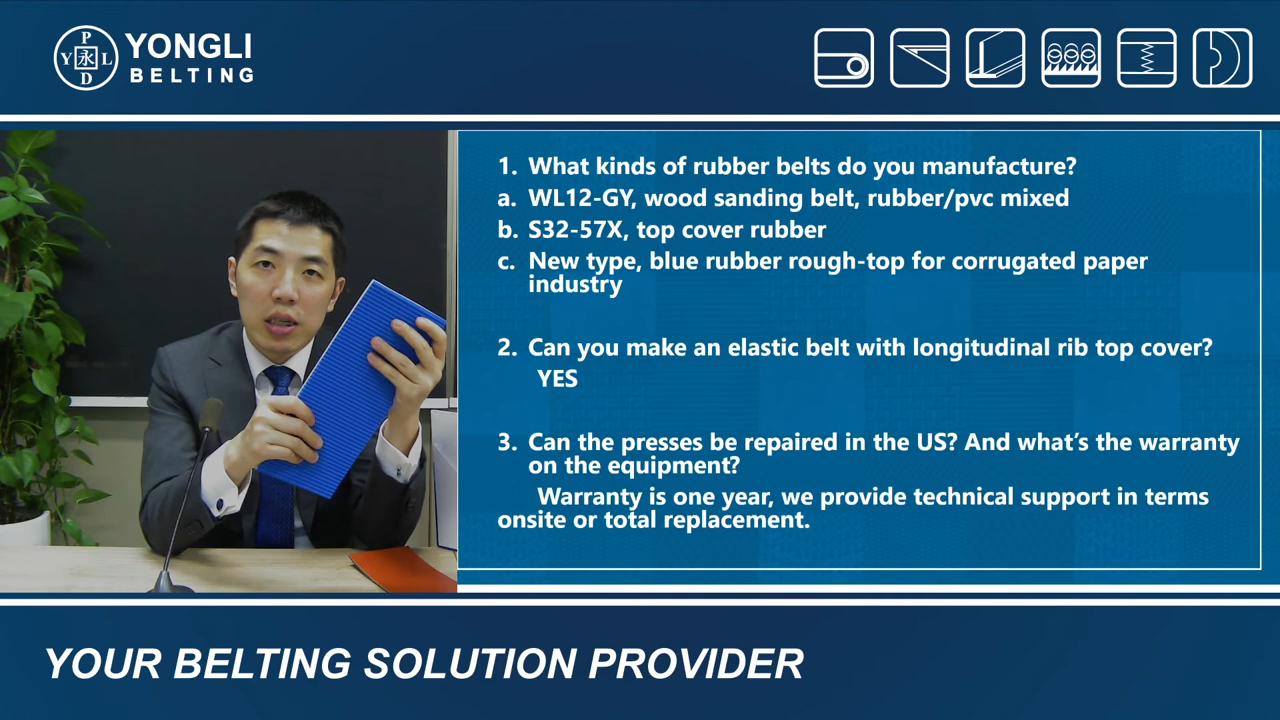 P
Y永L
D
YONGLI
BELTING
1. What kinds of rubber belts do you manufacture?
a. WL12-GY, wood sanding belt, rubber/pvc mixed
b. S32-57X, top cover rubber
c. New type, blue rubber rough-top for corrugated paper
industry
2. Can you make an elastic belt with longitudinal rib top cover?
YES
3. Can the presses be repaired in the US? And what's the warranty
on the equipment?
Warranty is one year, we provide technical support in terms
onsite or total replacement.
YOUR BELTING SOLUTION PROVIDER